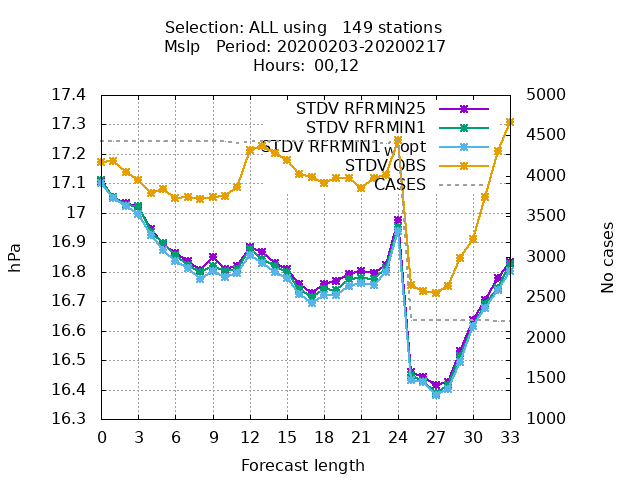 Selection: ALL using   149 stations
Mslp   Period: 20200203-20200217
Hours:  00,12
STDV RFRMIN25
STDV RFRMIN1
STDV RFRMIN1_wopt
STDV OBS
CASES
17.4
17.3
17.2
17.1
17
16.9
16.8
16.7
16.6
16.5
16.4
16.3
hPa
5000
4500
4000
3500
3000
2500
2000
1500
1000
No cases
0 3 6 9 12 15 18 21 24 27 30 33
Forecast length